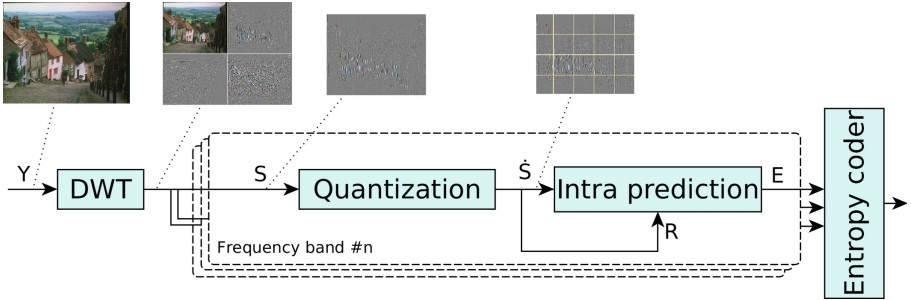 Y
DWT
S
Quantization
Ṡ
Intra prediction
E
R
Frequency band #n
Entropy coder